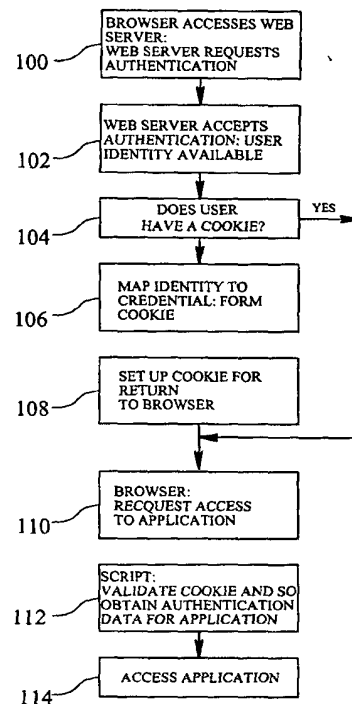 BROWSER ACCESSES WEB
SERVER:
WEB SERVER REQUESTS
AUTHENTICATION
100
WEB SERVER ACCEPTS
AUTHENTICATION: USER
IDENTITY AVAILABLE
102
DOES USER
HAVE A COOKIE?
YES
104
MAP IDENTITY TO
CREDENTIAL: FORM
COOKIE
106
SET UP COOKIE FOR
RETURN
TO BROWSER
108
BROWSER:
RECQUEST ACCESS
TO APPLICATION
110
SCRIPT:
VALIDATE COOKIE AND SO
OBTAIN AUTHENTICATION
DATA FOR APPLICATION
112
ACCESS APPLICATION
114